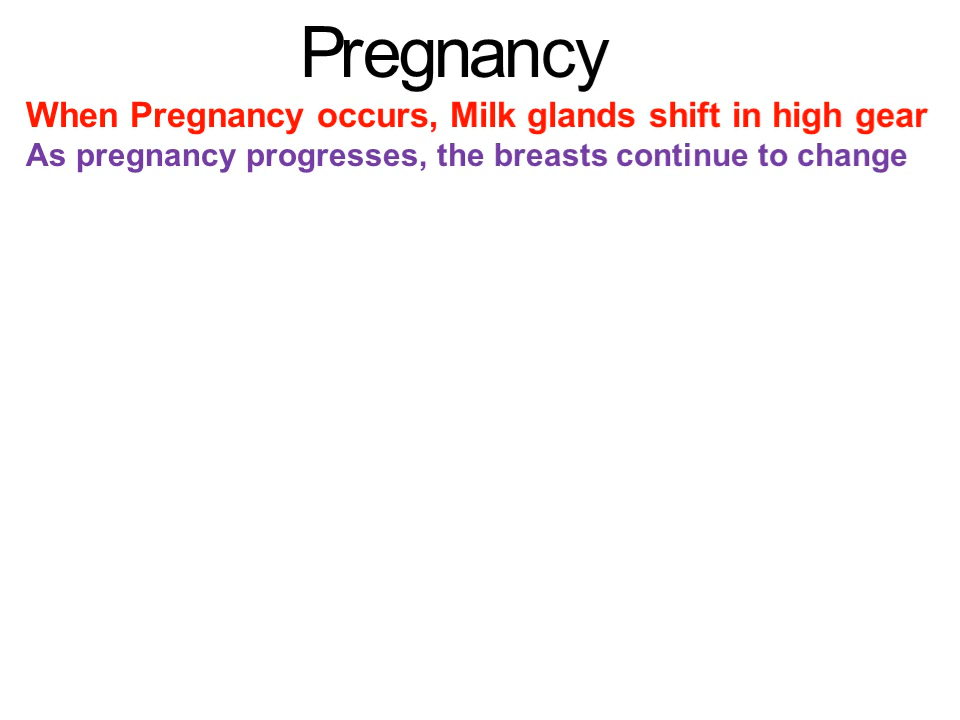 Pregnancy
When Pregnancy occurs, Milk glands shift in high gear
As pregnancy progresses, the breasts continue to change